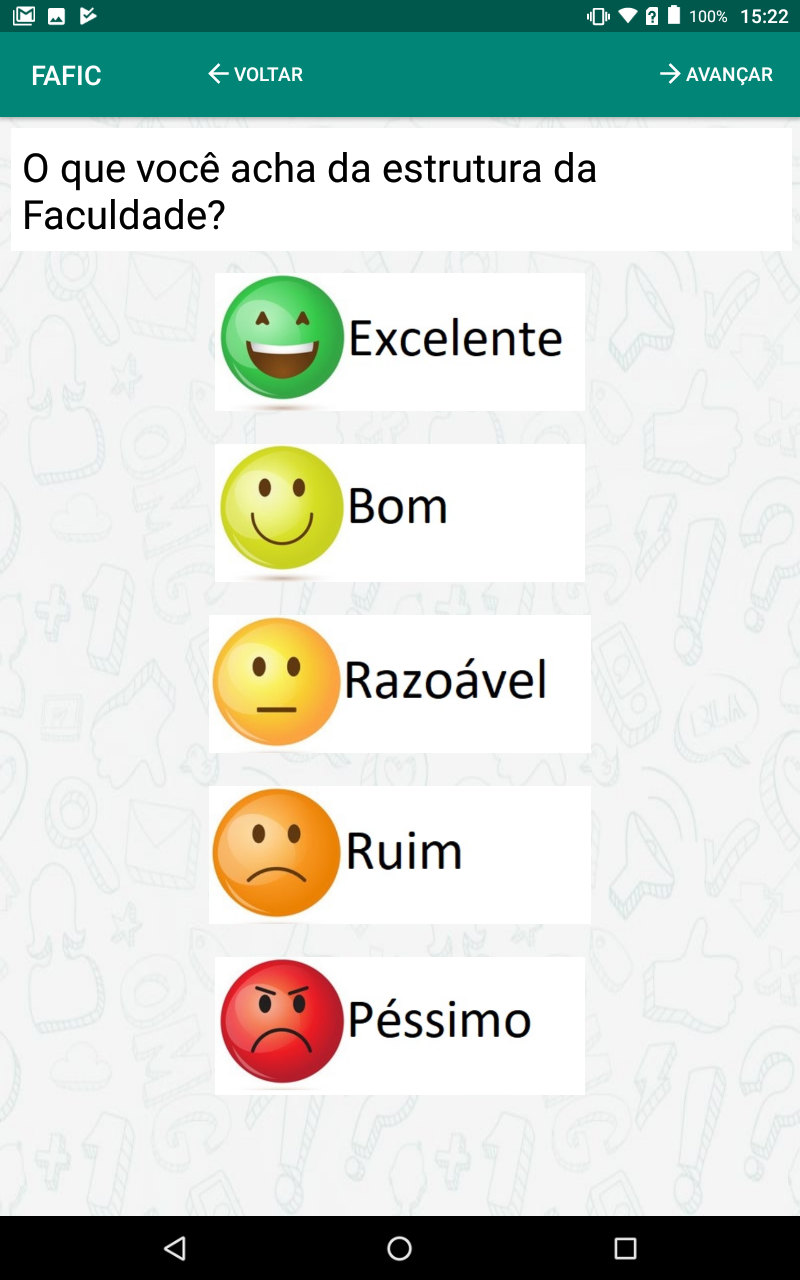 100% 15:22
FAFIC VOLTAR AVANÇAR
O que você acha da estrutura da
Faculdade?
Excelente
Bom
Razoável
Ruim
Péssimo